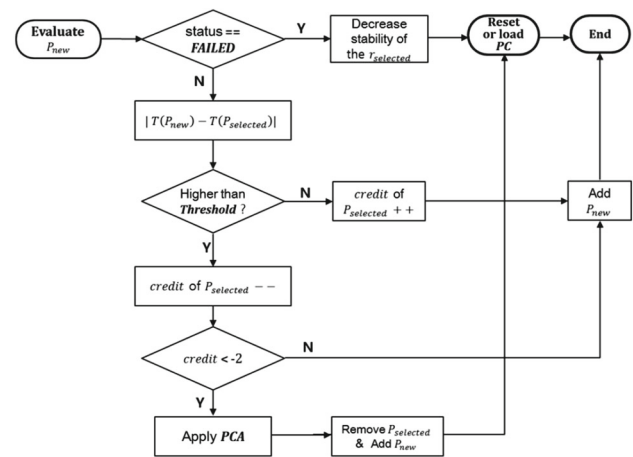 Evaluate
P_new
status ==
FAILED
Y
Decrease
stability of
the r_selected
Reset
or load
PC
End
N
| T(P_new) − T(P_selected)|
Higher than
Threshold ?
N
credit of
P_selected + +
Add
P_new
Y
credit of P_selected − −
credit < -2
N
Y
Apply PCA
Remove P_selected
& Add P_new